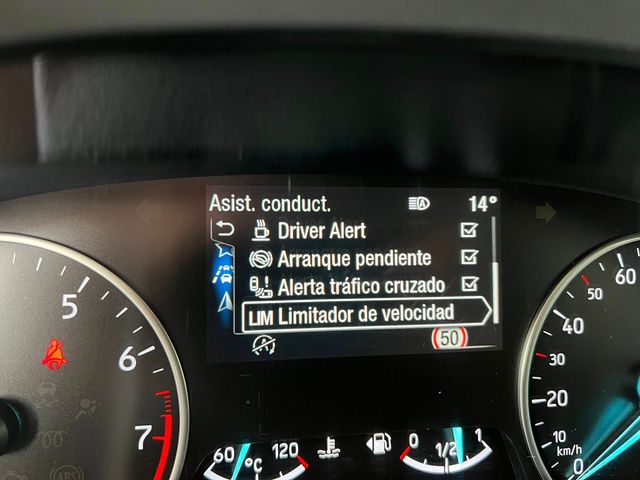 Asist. conduct. 14°
Driver Alert
Arranque pendiente
Alerta tráfico cruzado
LIM Limitador de velocidad
50
5
6
7
60
50
40
30
20
10
km/h
0
60 °C 120
0 1/2 1
ABS